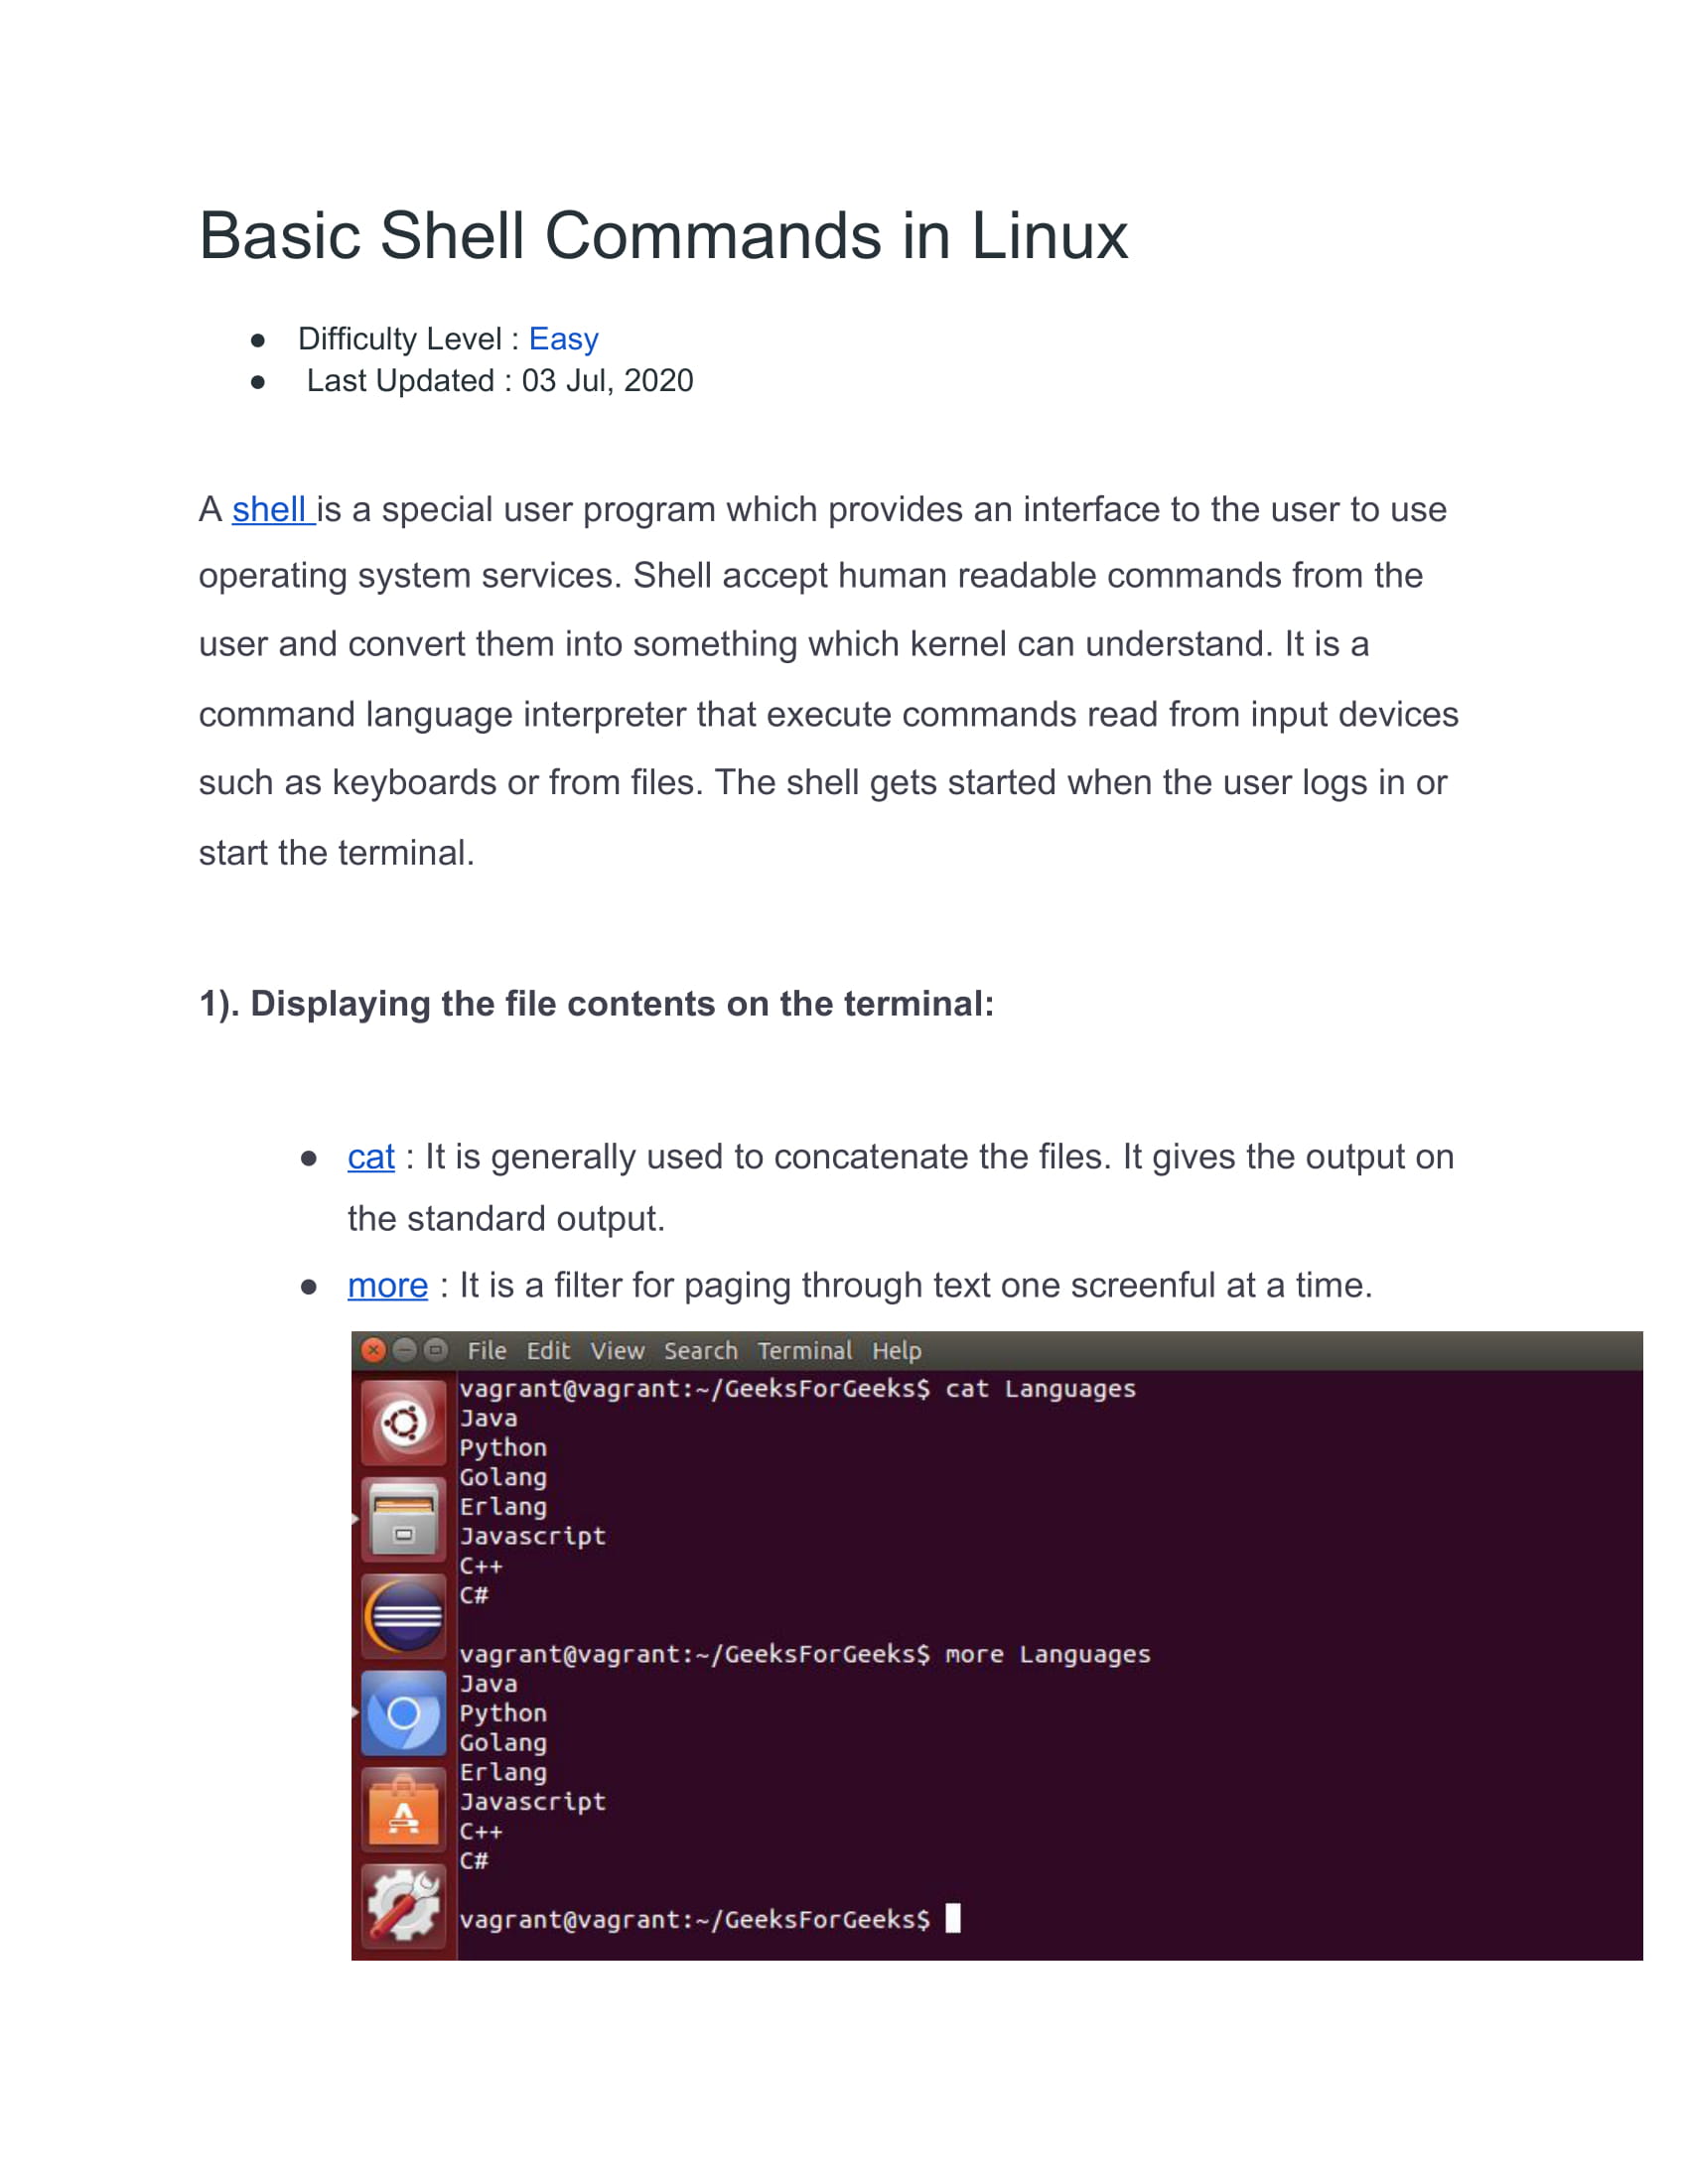 Basic Shell Commands in Linux
● Difficulty Level : Easy
● Last Updated : 03 Jul, 2020
A shell is a special user program which provides an interface to the user to use
operating system services. Shell accept human readable commands from the
user and convert them into something which kernel can understand. It is a
command language interpreter that execute commands read from input devices
such as keyboards or from files. The shell gets started when the user logs in or
start the terminal.
1). Displaying the file contents on the terminal:
● cat : It is generally used to concatenate the files. It gives the output on
the standard output.
● more : It is a filter for paging through text one screenful at a time.
File Edit View Search Terminal Help
vagrant@vagrant:~/GeeksForGeeks$ cat Languages
Java
Python
Golang
Erlang
Javascript
C++
C#
vagrant@vagrant:~/GeeksForGeeks$ more Languages
Java
Python
Golang
Erlang
Javascript
C++
C#
vagrant@vagrant:~/GeeksForGeeks$